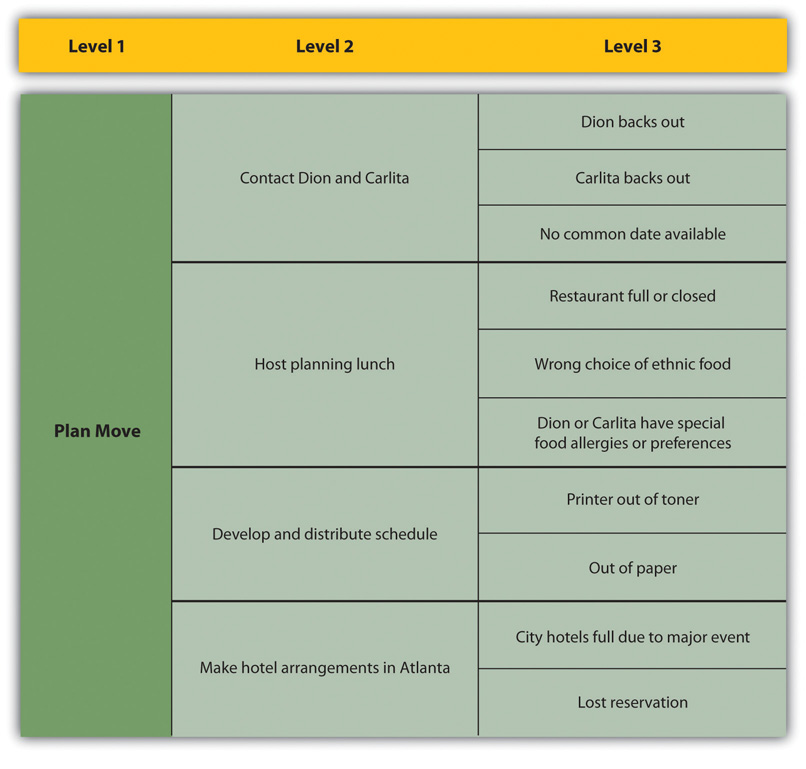 Level 1
Level 2
Level 3
Plan Move
Contact Dion and Carlita
Dion backs out
Carlita backs out
No common date available
Host planning lunch
Restaurant full or closed
Wrong choice of ethnic food
Dion or Carlita have special
food allergies or preferences
Develop and distribute schedule
Printer out of toner
Out of paper
Make hotel arrangements in Atlanta
City hotels full due to major event
Lost reservation